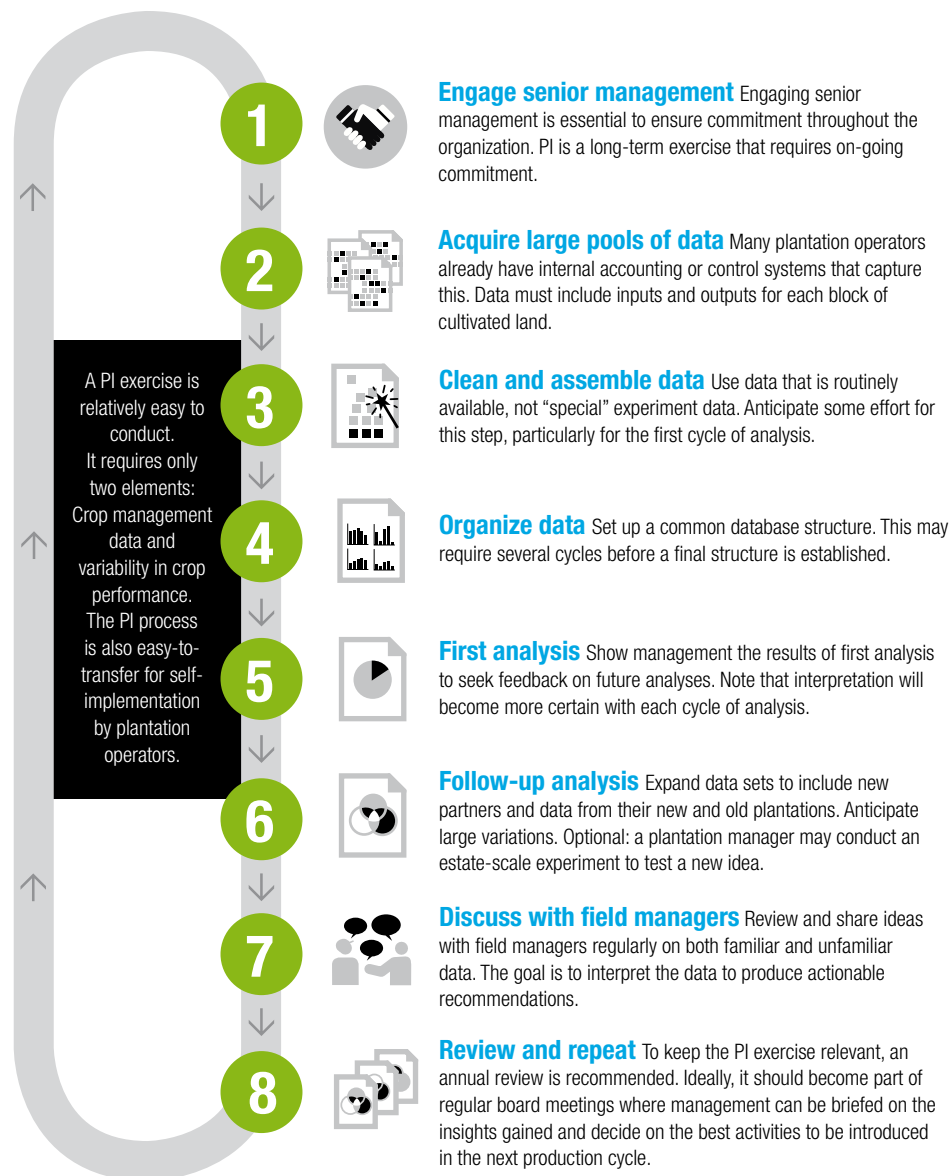 1
Engage senior management Engaging senior
management is essential to ensure commitment throughout the
organization. PI is a long-term exercise that requires on-going
commitment.
2
Acquire large pools of data Many plantation operators
already have internal accounting or control systems that capture
this. Data must include inputs and outputs for each block of
cultivated land.
A PI exercise is
relatively easy to
conduct.
It requires only
two elements:
Crop management
data and
variability in crop
performance.
The PI process
is also easy-to-
transfer for self-
implementation
by plantation
operators.
3
Clean and assemble data Use data that is routinely
available, not “special” experiment data. Anticipate some effort for
this step, particularly for the first cycle of analysis.
4
Organize data Set up a common database structure. This may
require several cycles before a final structure is established.
5
First analysis Show management the results of first analysis
to seek feedback on future analyses. Note that interpretation will
become more certain with each cycle of analysis.
6
Follow-up analysis Expand data sets to include new
partners and data from their new and old plantations. Anticipate
large variations. Optional: a plantation manager may conduct an
estate-scale experiment to test a new idea.
7
Discuss with field managers Review and share ideas
with field managers regularly on both familiar and unfamiliar
data. The goal is to interpret the data to produce actionable
recommendations.
8
Review and repeat To keep the PI exercise relevant, an
annual review is recommended. Ideally, it should become part of
regular board meetings where management can be briefed on the
insights gained and decide on the best activities to be introduced
in the next production cycle.